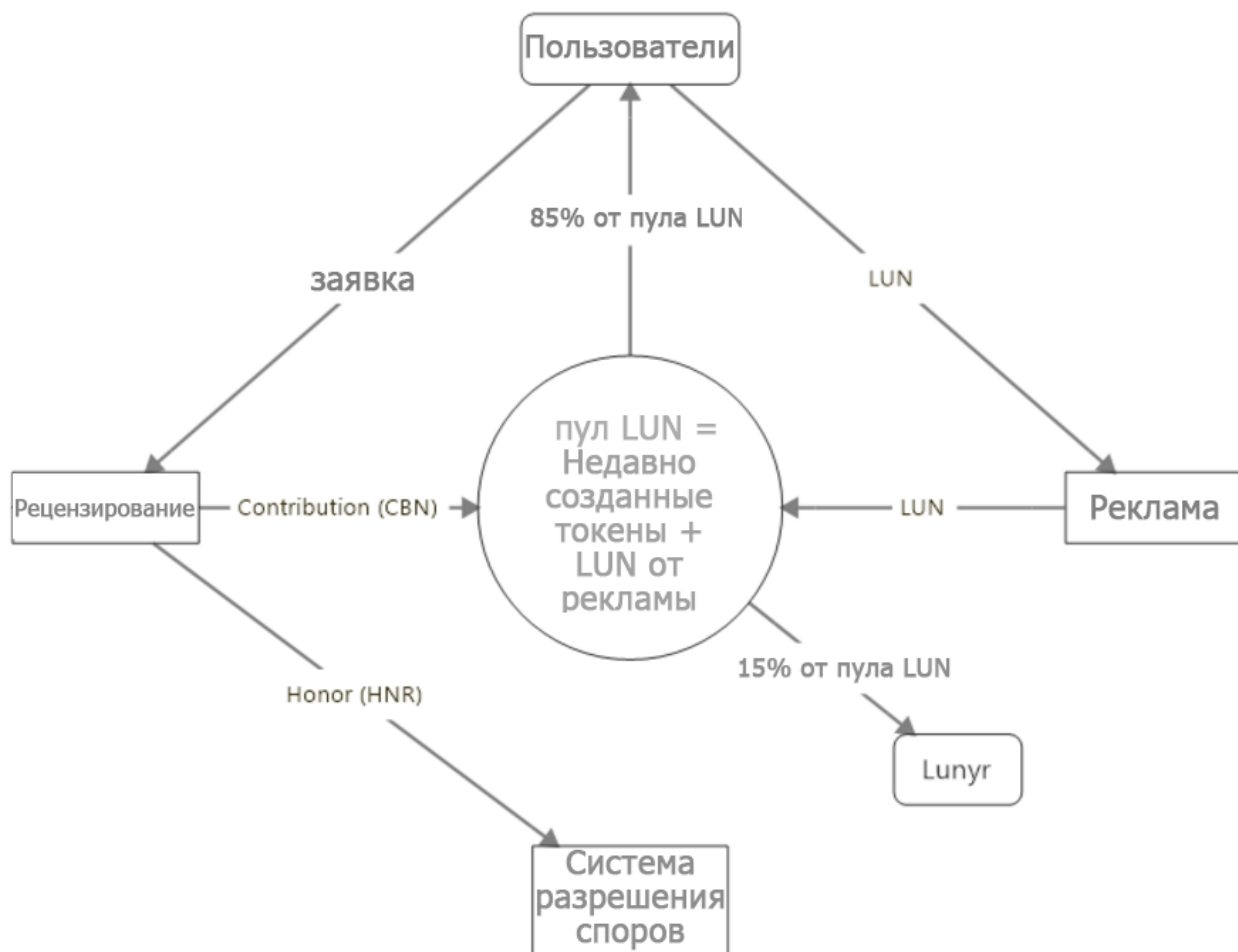 Пользователи
85% от пула LUN
заявка
LUN
пул LUN =
Недавно
созданные
токены +
LUN от
рекламы
Рецензирование
Contribution (CBN)
LUN
Реклама
15% от пула LUN
Honor (HNR)
Lunyr
Система
разрешения
споров